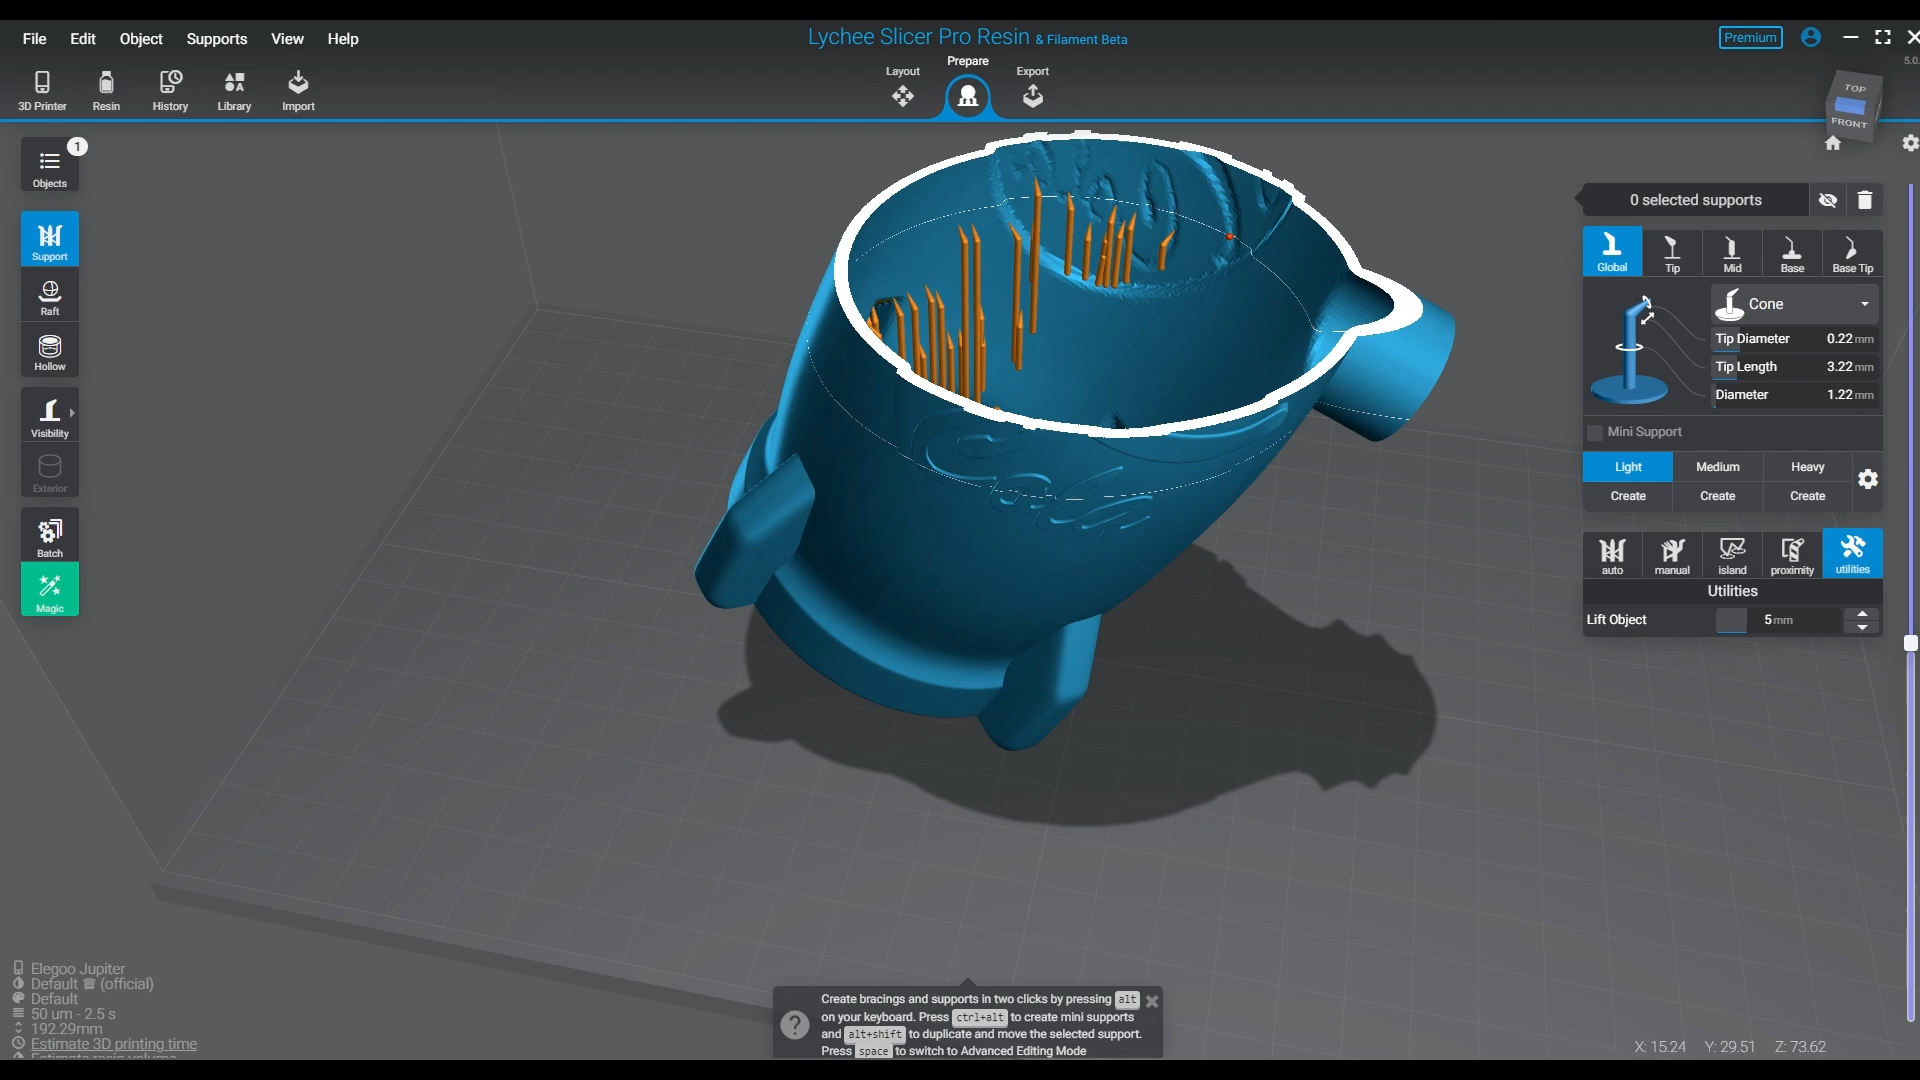 File Edit Object Supports View Help
Lychee Slicer Pro Resin & Filament Beta
Premium
5.0.
3D Printer Resin History Library Import
Layout Prepare Export
TOP
FRONT
1
Objects
Support
Raft
Hollow
Visibility
Exterior
Batch
Magic
0 selected supports
Global Tip Mid Base Base Tip
Cone
Tip Diameter 0.22 mm
Tip Length 3.22 mm
Diameter 1.22 mm
Mini Support
Light Medium Heavy
Create Create Create
auto manual island proximity utilities
Utilities
Lift Object 5 mm
Elegoo Jupiter
Default (official)
Default
50 um - 2.5 s
192.29mm
Estimate 3D printing time
Estimate resin volume
Create bracings and supports in two clicks by pressing alt
on your keyboard. Press ctrl+alt to create mini supports
and alt+shift to duplicate and move the selected support.
Press space to switch to Advanced Editing Mode
X: 15.24 Y: 29.51 Z: 73.62